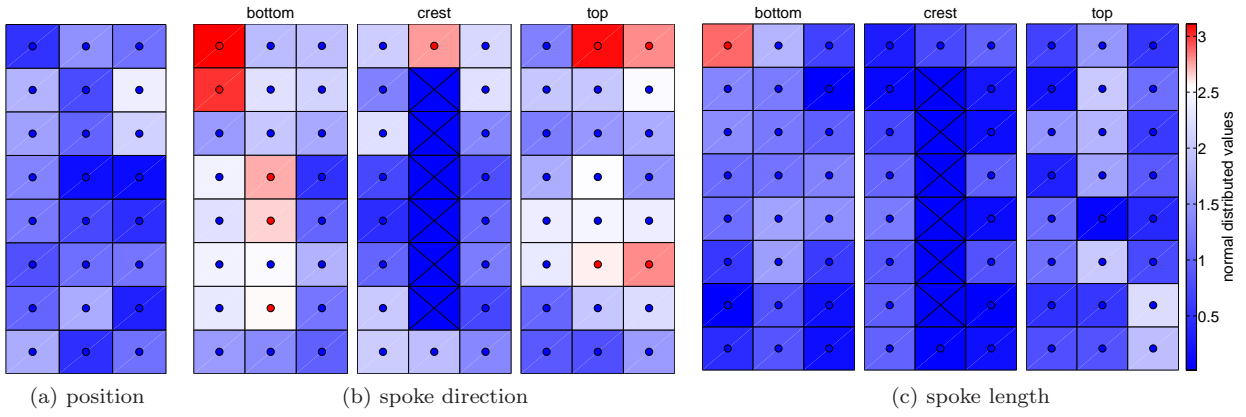 bottom crest top bottom crest top
3
2.5
2
1.5
1
0.5
normal distributed values
(a) position (b) spoke direction (c) spoke length